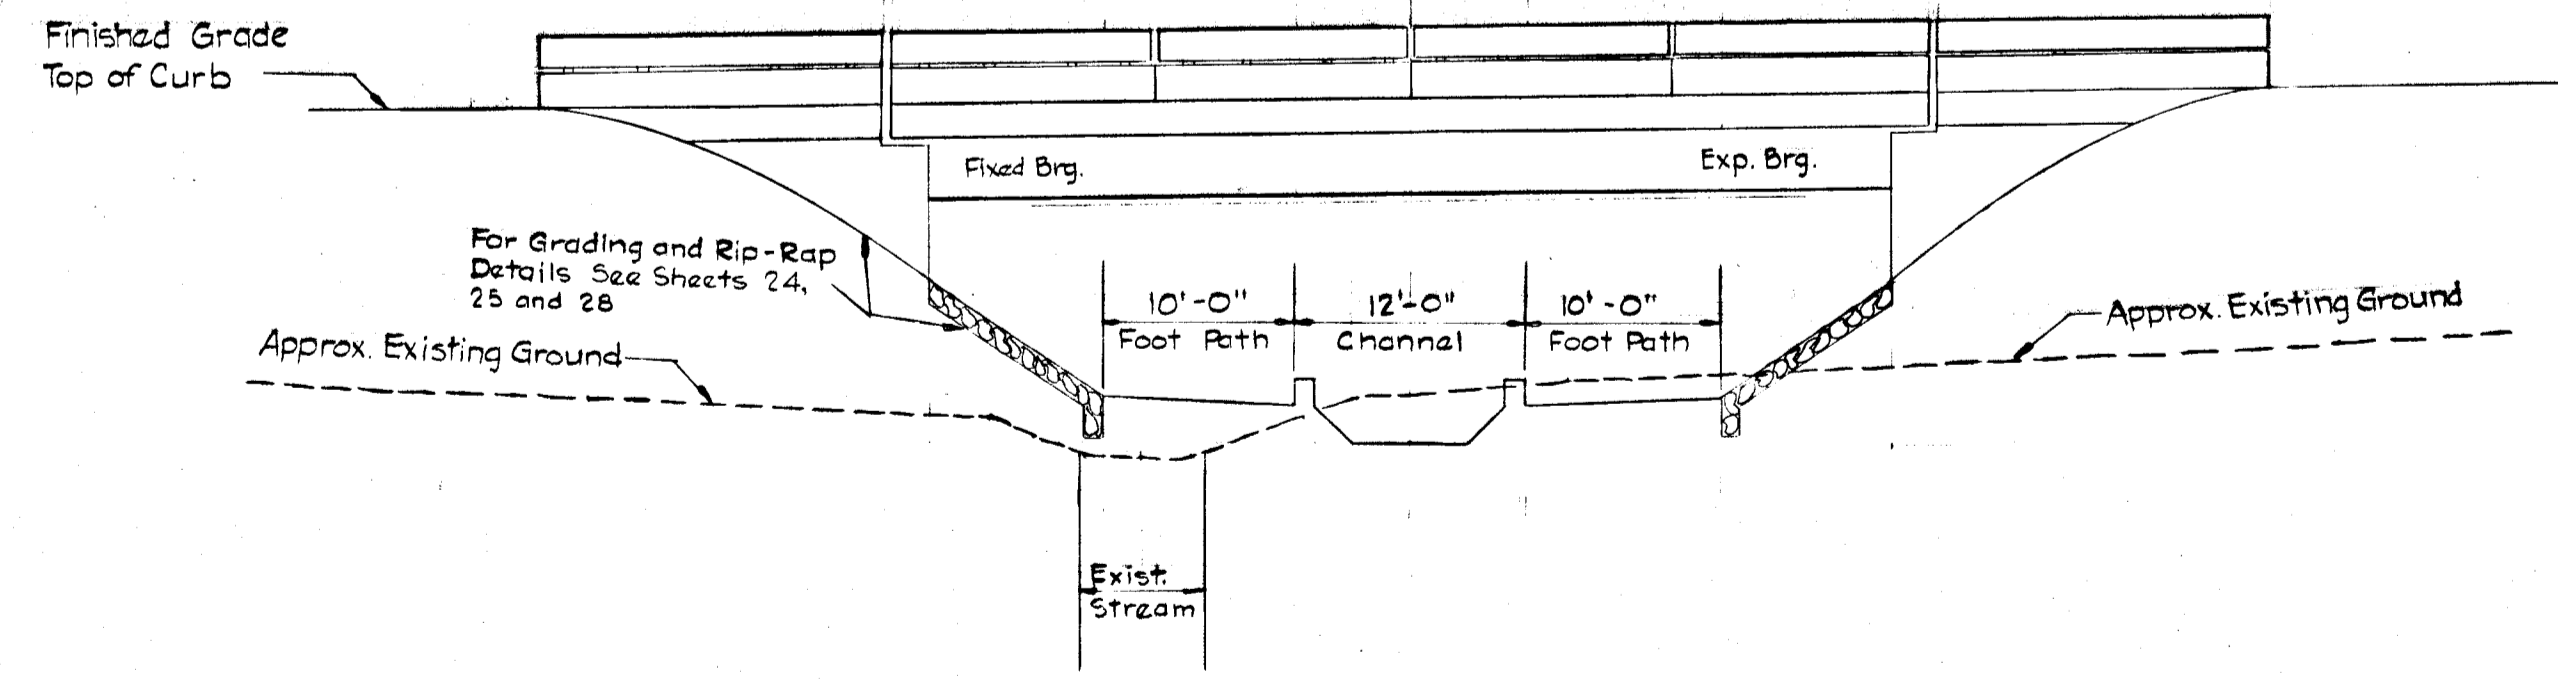 Finished Grade
Top of Curb
Fixed Brg.
Exp. Brg.
For Grading and Rip-Rap
Details See Sheets 24,
25 and 28
10'-0"
Foot Path
12'-0"
Channel
10'-0"
Foot Path
Approx. Existing Ground
Approx. Existing Ground
Exist.
Stream